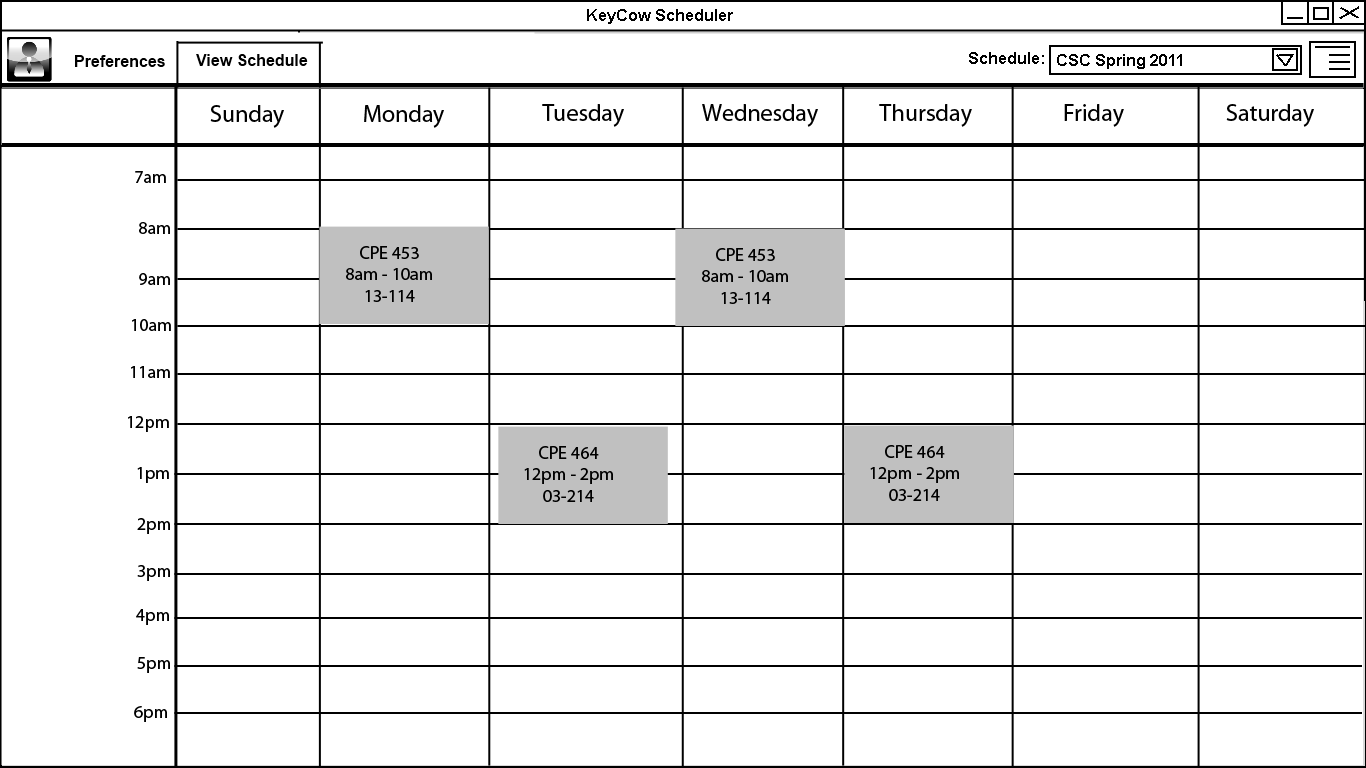 KeyCow Scheduler
Preferences
View Schedule
Schedule:
CSC Spring 2011
Sunday
Monday
Tuesday
Wednesday
Thursday
Friday
Saturday
7am
8am
CPE 453
8am - 10am
13-114
CPE 453
8am - 10am
13-114
9am
10am
11am
12pm
CPE 464
12pm - 2pm
03-214
CPE 464
12pm - 2pm
03-214
1pm
2pm
3pm
4pm
5pm
6pm